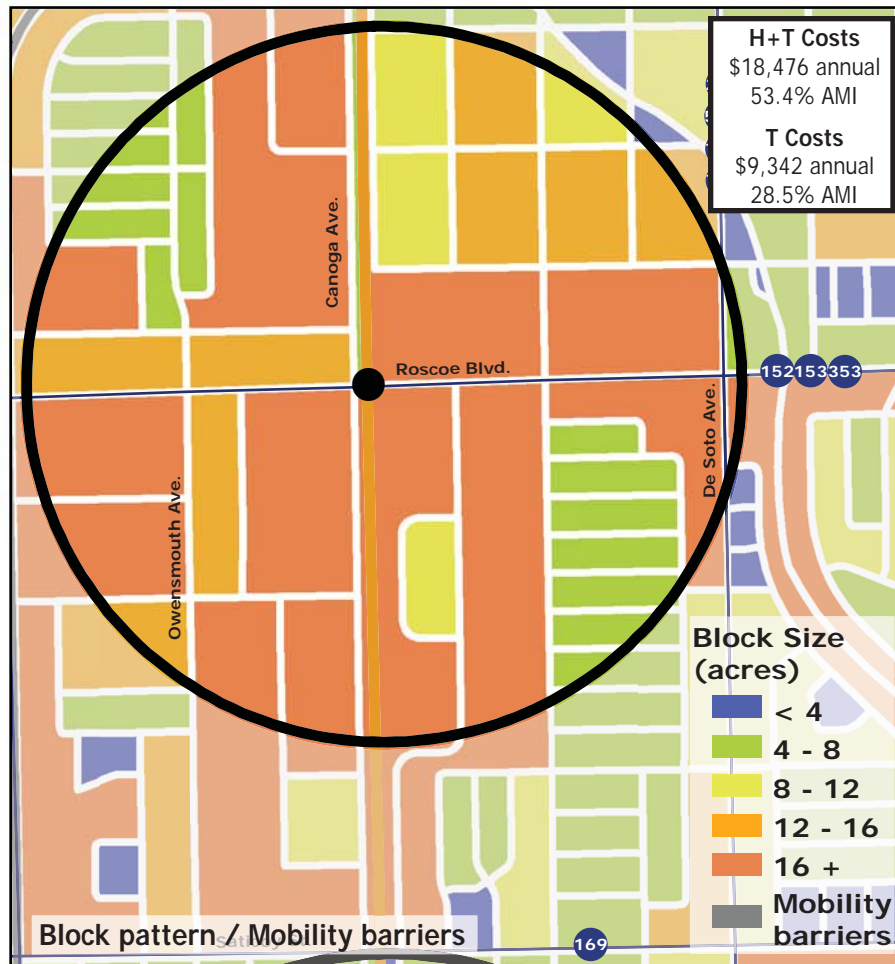 H+T Costs
$18,476 annual
53.4% AMI
T Costs
$9,342 annual
28.5% AMI
Canoga Ave.
Roscoe Blvd.
152 153 353
De Soto Ave.
Owensmouth Ave.
Block Size
(acres)
< 4
4 - 8
8 - 12
12 - 16
16 +
Mobility
barriers
Block pattern / Mobility barriers
169